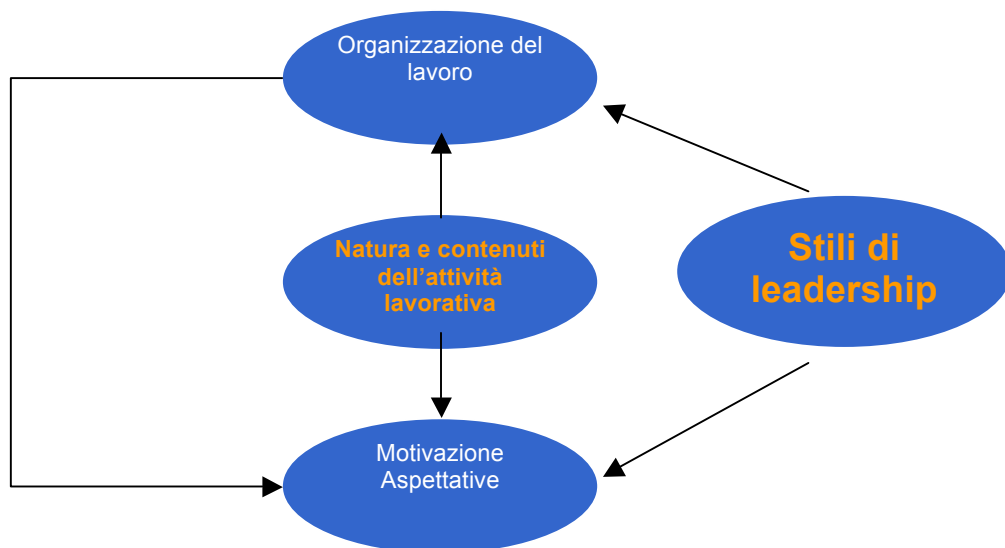 Organizzazione del
lavoro
Natura e contenuti
dell’attività
lavorativa
Stili di
leadership
Motivazione
Aspettative